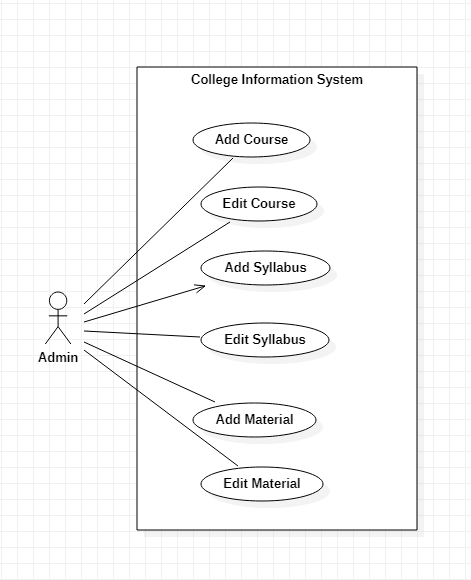 College Information System
Add Course
Edit Course
Add Syllabus
Edit Syllabus
Admin
Add Material
Edit Material